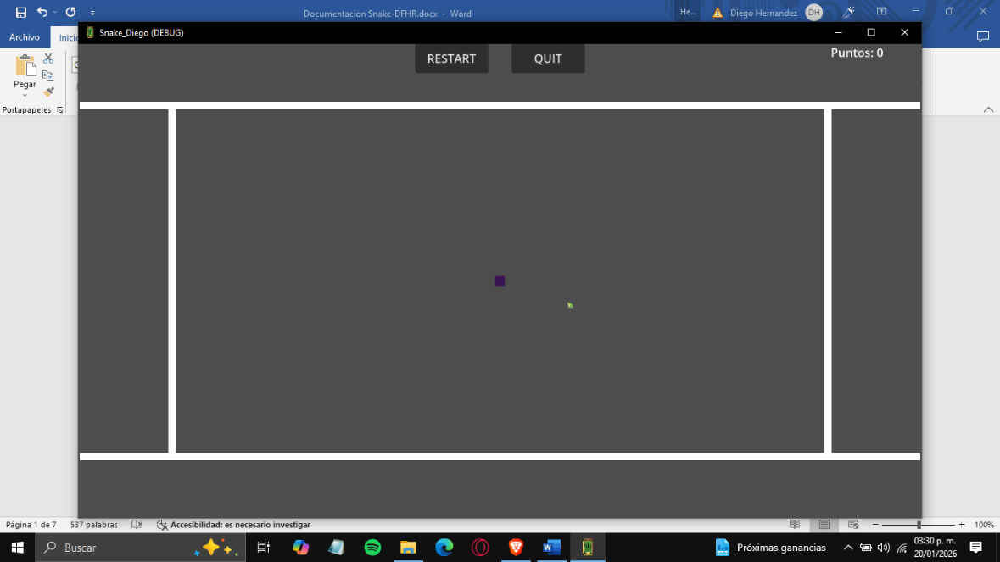 Documentacion Snake-DFHR.docx - Word
He...
Diego Hernandez
DH
Archivo
Inicio
Snake_Diego (DEBUG)
RESTART
QUIT
Puntos: 0
Pegar
Portapapeles
Página 1 de 7
537 palabras
Accesibilidad: es necesario investigar
100%
Buscar
Próximas ganancias
03:30 p. m.
20/01/2026